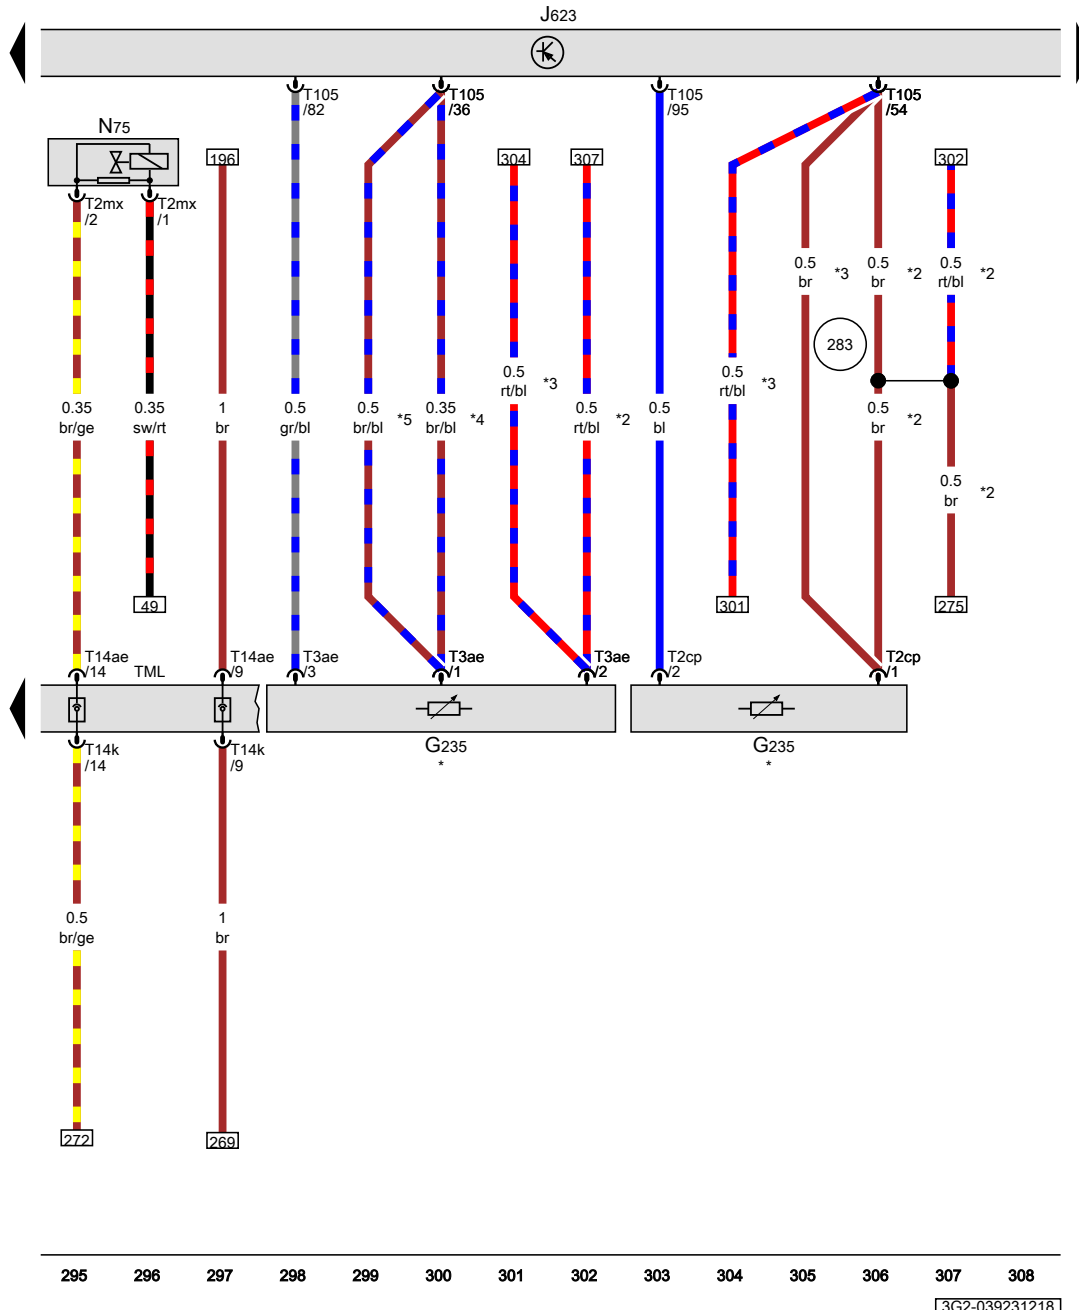 J623
T105
/82
T105
/36
T105
/95
T105
/54
N75
196
304
307
302
T2mx
/2
T2mx
/1
0.5
br
*3
0.5
br
*2
0.5
rt/bl
*2
283
0.5
rt/bl
*3
0.5
rt/bl
*3
0.35
br/ge
0.35
sw/rt
1
br
0.5
gr/bl
0.5
br/bl
*5
0.35
br/bl
*4
0.5
rt/bl
*2
0.5
bl
0.5
br
*2
0.5
br
*2
49
301
275
T14ae
/14
TML
T14ae
/9
T3ae
/3
T3ae
/1
T3ae
/2
T2cp
/2
T2cp
/1
T14k
/14
T14k
/9
G235
*
G235
*
0.5
br/ge
1
br
272
269
295 296 297 298 299 300 301 302 303 304 305 306 307 308
3G2-039231218